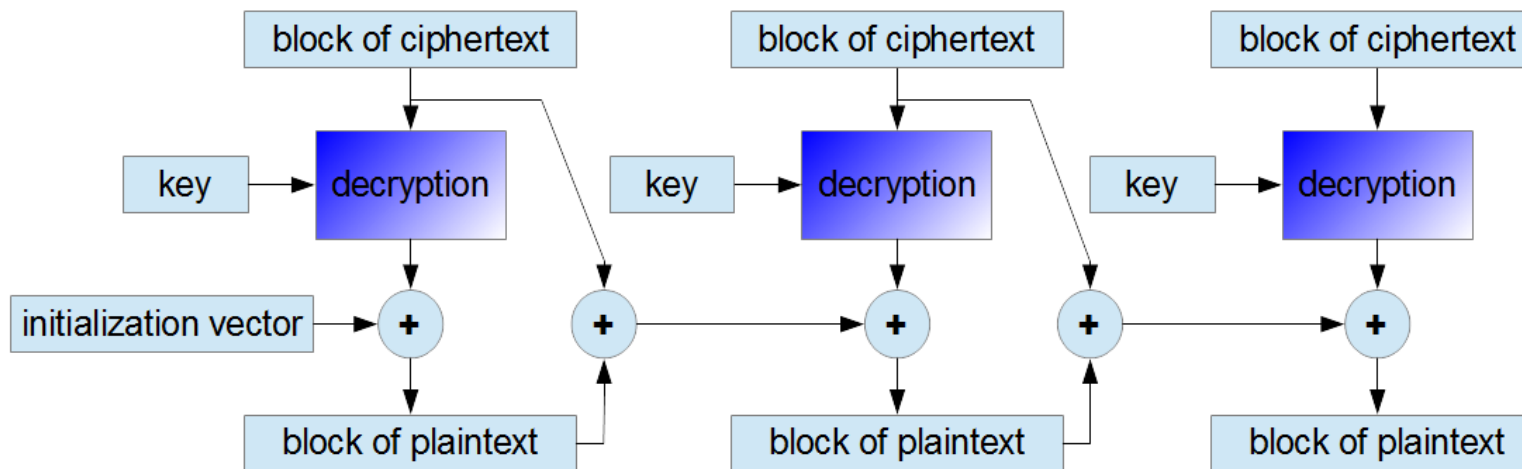 block of ciphertext block of ciphertext block of ciphertext
key decryption key decryption key decryption
initialization vector + + + + +
block of plaintext block of plaintext block of plaintext